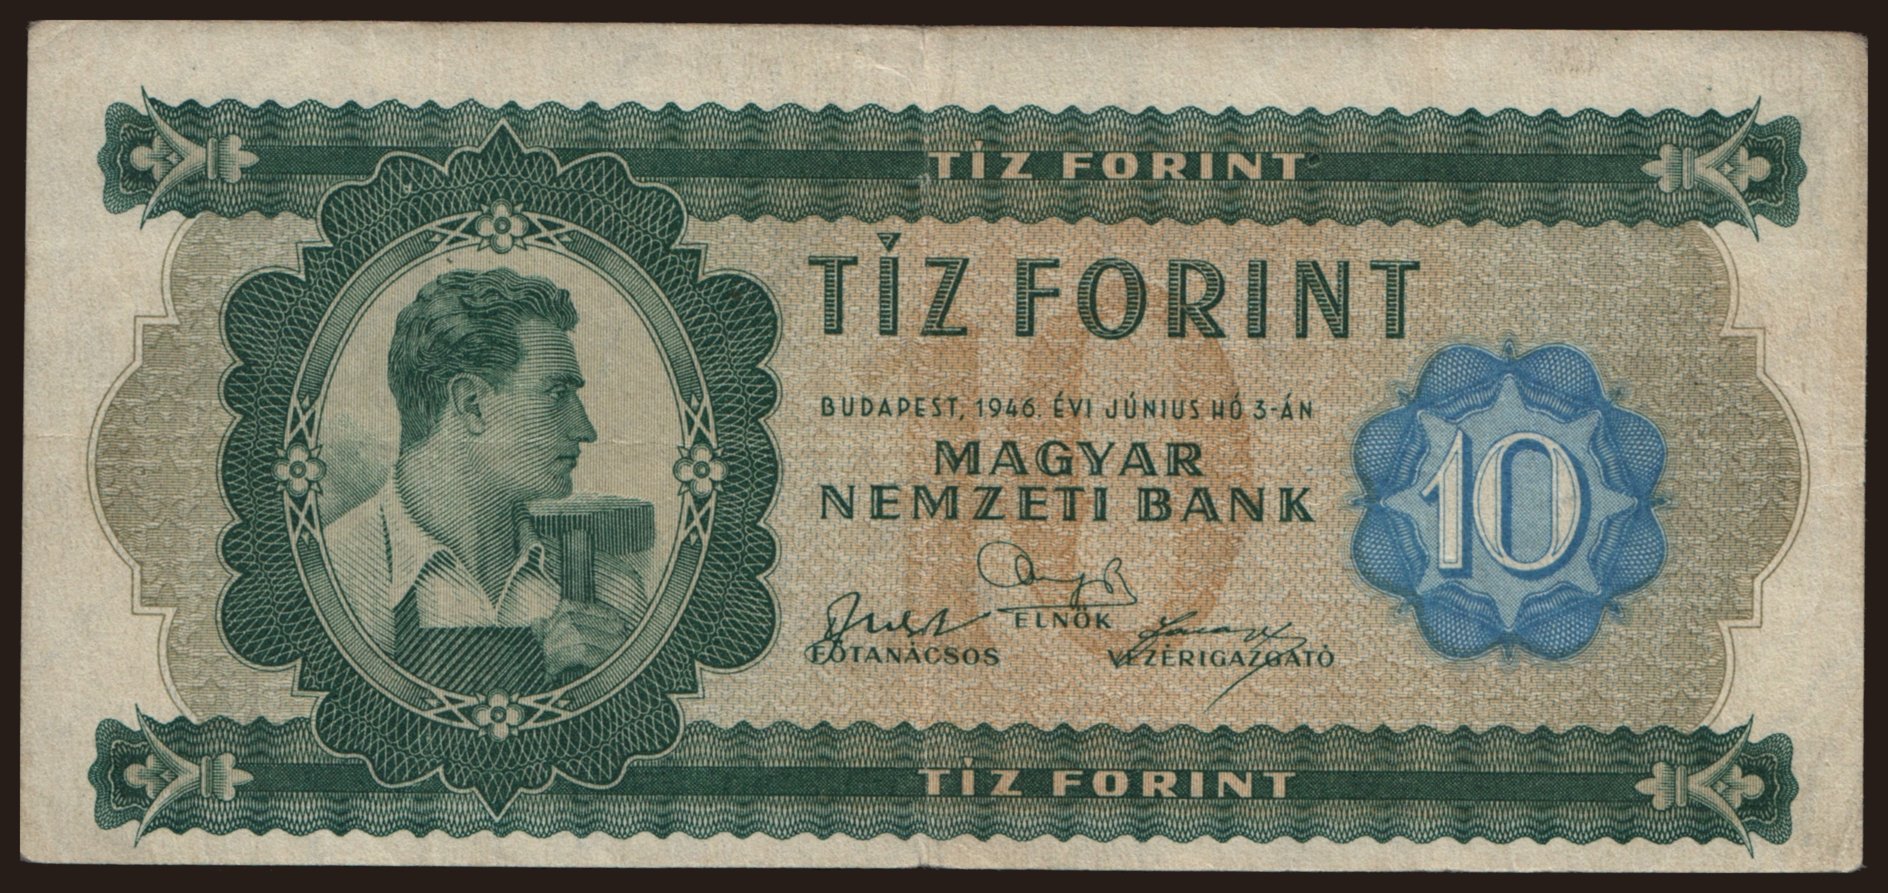 TÍZ FORINT
TÍZ FORINT
BUDAPEST, 1946. ÉVI JÚNIUS HÓ 3-ÁN
MAGYAR
NEMZETI BANK
10
ELNÖK
FŐTANÁCSOS VEZÉRIGAZGATÓ
TÍZ FORINT